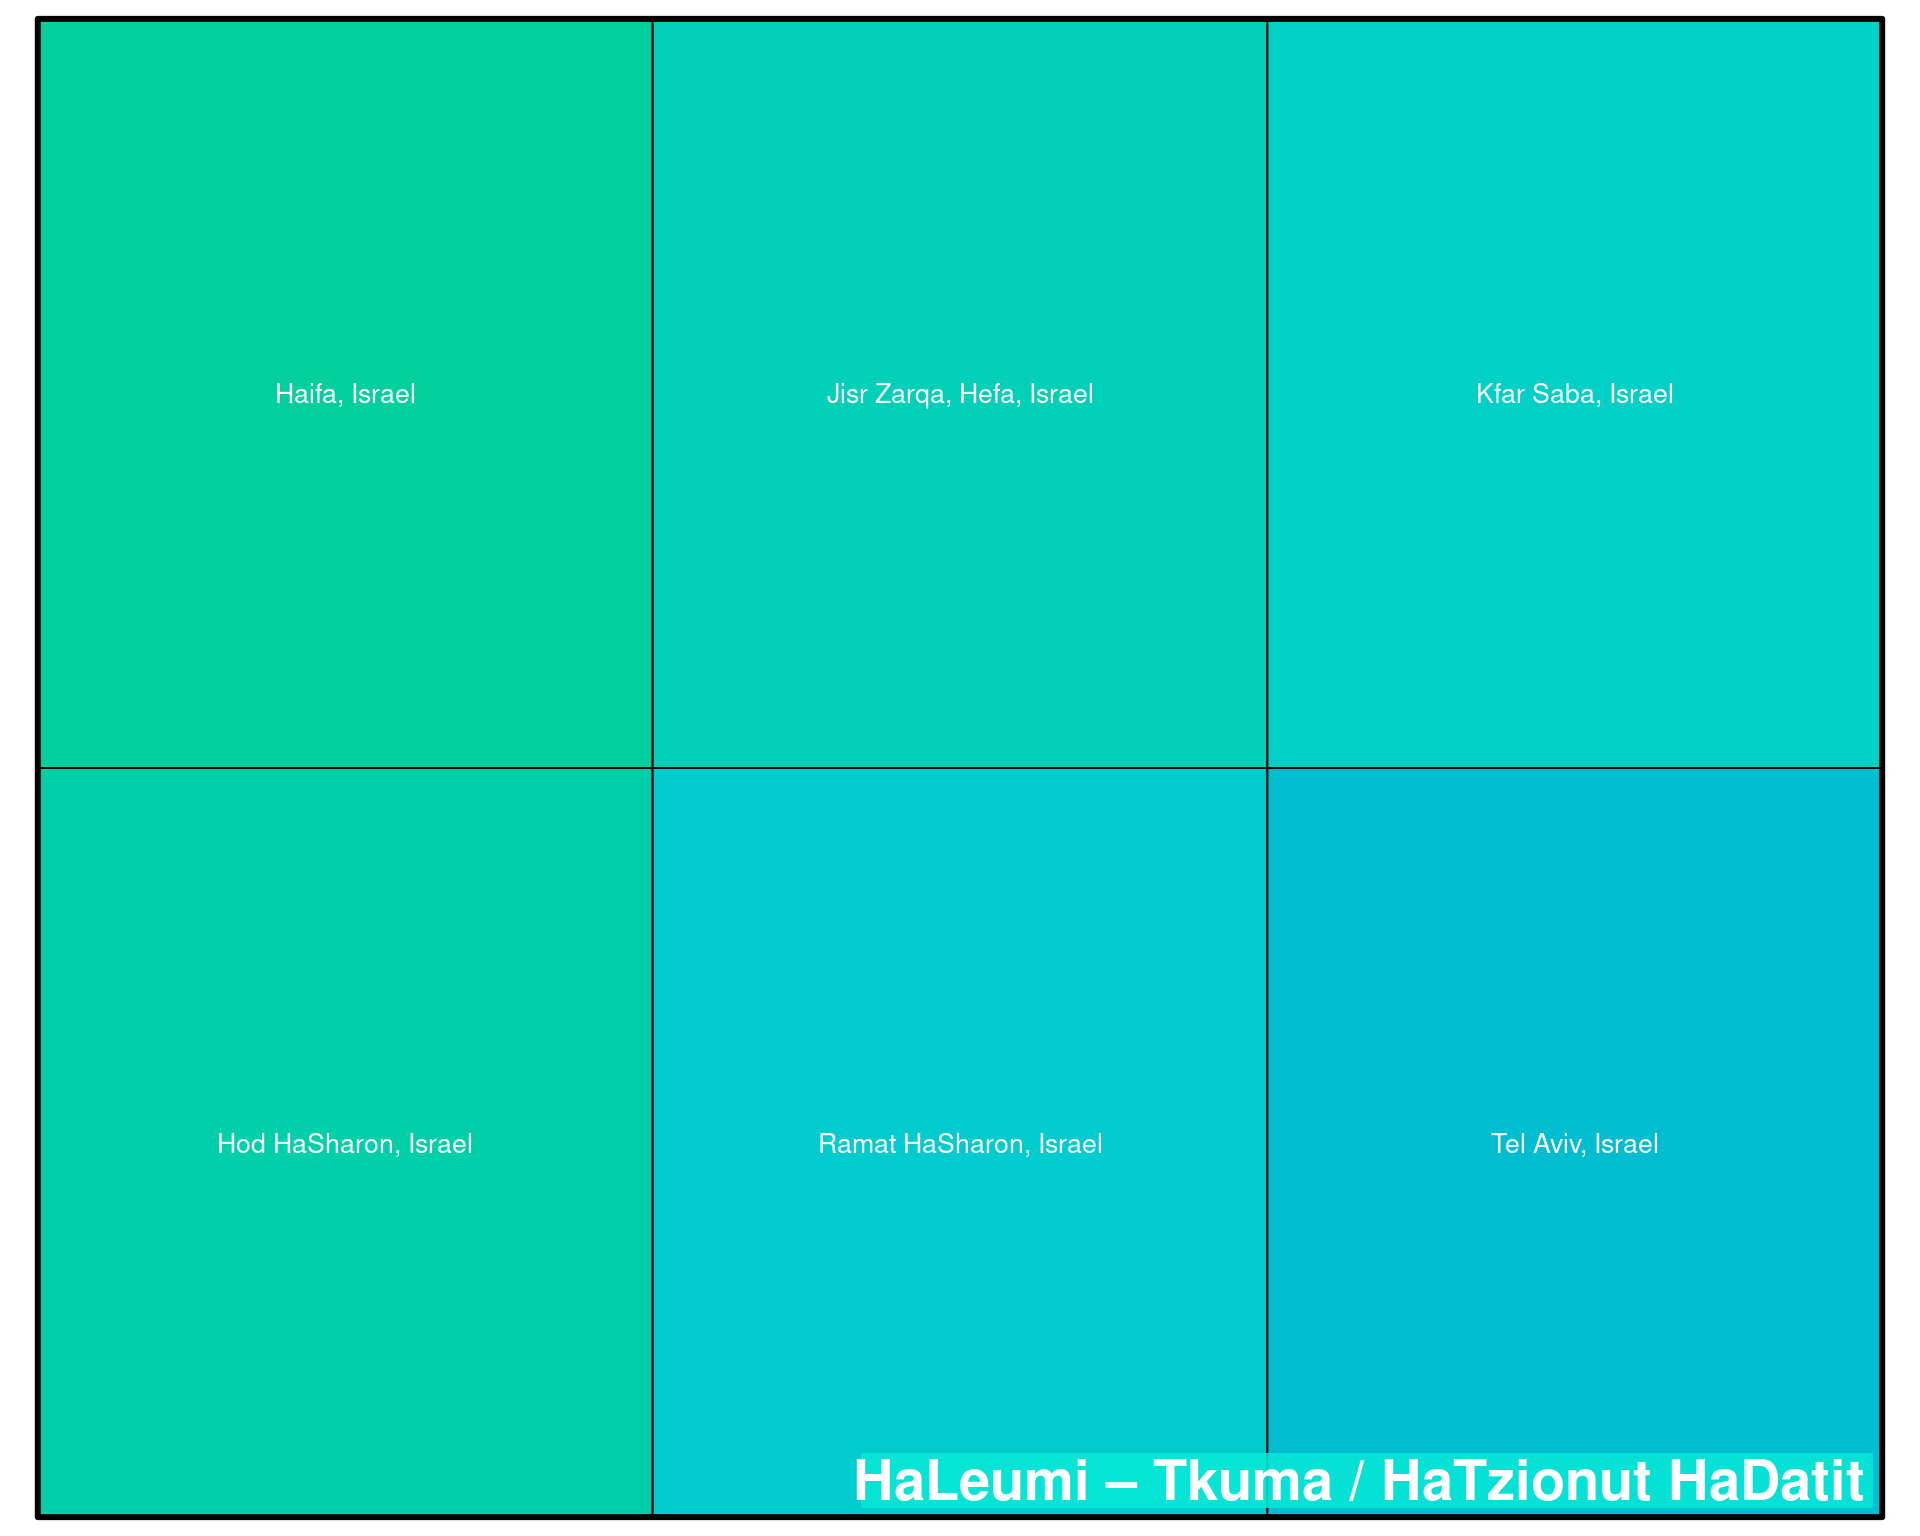 Haifa, Israel
Jisr Zarqa, Hefa, Israel
Kfar Saba, Israel
Hod HaSharon, Israel
Ramat HaSharon, Israel
Tel Aviv, Israel
HaLeumi – Tkuma / HaTzionut HaDatit